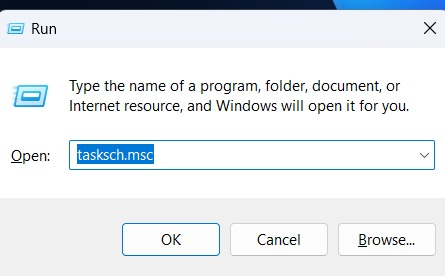 Run
Type the name of a program, folder, document, or
Internet resource, and Windows will open it for you.
Open: tasksch.msc
OK Cancel Browse...